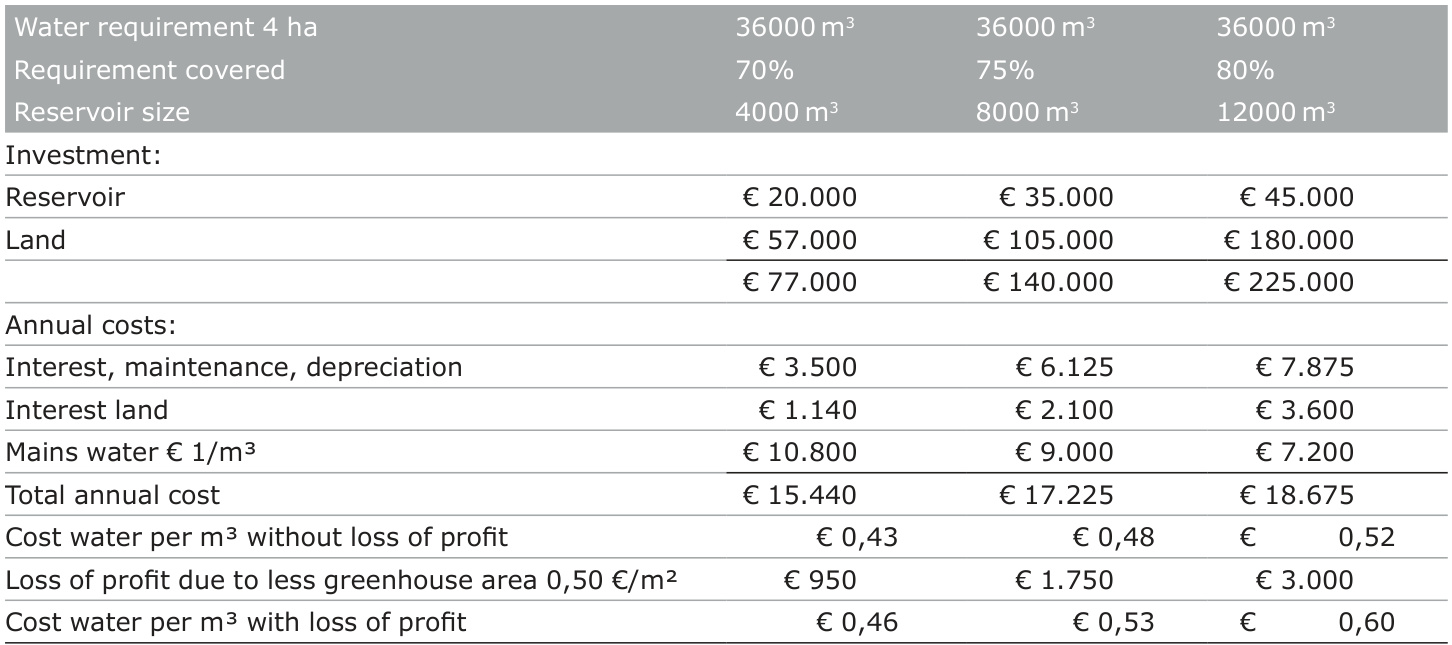 Water requirement 4 ha 36000 m³ 36000 m³ 36000 m³
Requirement covered 70% 75% 80%
Reservoir size 4000 m³ 8000 m³ 12000 m³
Investment:
Reservoir € 20.000 € 35.000 € 45.000
Land € 57.000 € 105.000 € 180.000
€ 77.000 € 140.000 € 225.000
Annual costs:
Interest, maintenance, depreciation € 3.500 € 6.125 € 7.875
Interest land € 1.140 € 2.100 € 3.600
Mains water € 1/m³ € 10.800 € 9.000 € 7.200
Total annual cost € 15.440 € 17.225 € 18.675
Cost water per m³ without loss of profit € 0,43 € 0,48 € 0,52
Loss of profit due to less greenhouse area 0,50 €/m² € 950 € 1.750 € 3.000
Cost water per m³ with loss of profit € 0,46 € 0,53 € 0,60